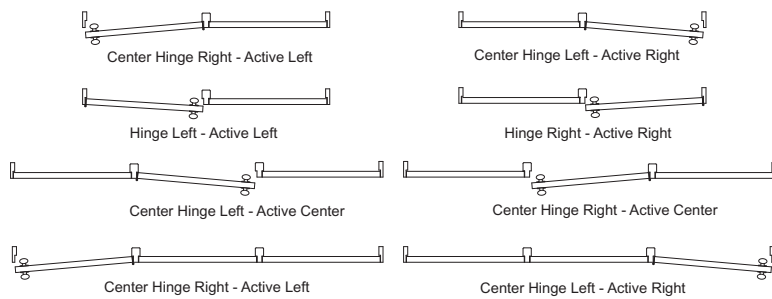 Center Hinge Right - Active Left
Center Hinge Left - Active Right
Hinge Left - Active Left
Hinge Right - Active Right
Center Hinge Left - Active Center
Center Hinge Right - Active Center
Center Hinge Right - Active Left
Center Hinge Left - Active Right